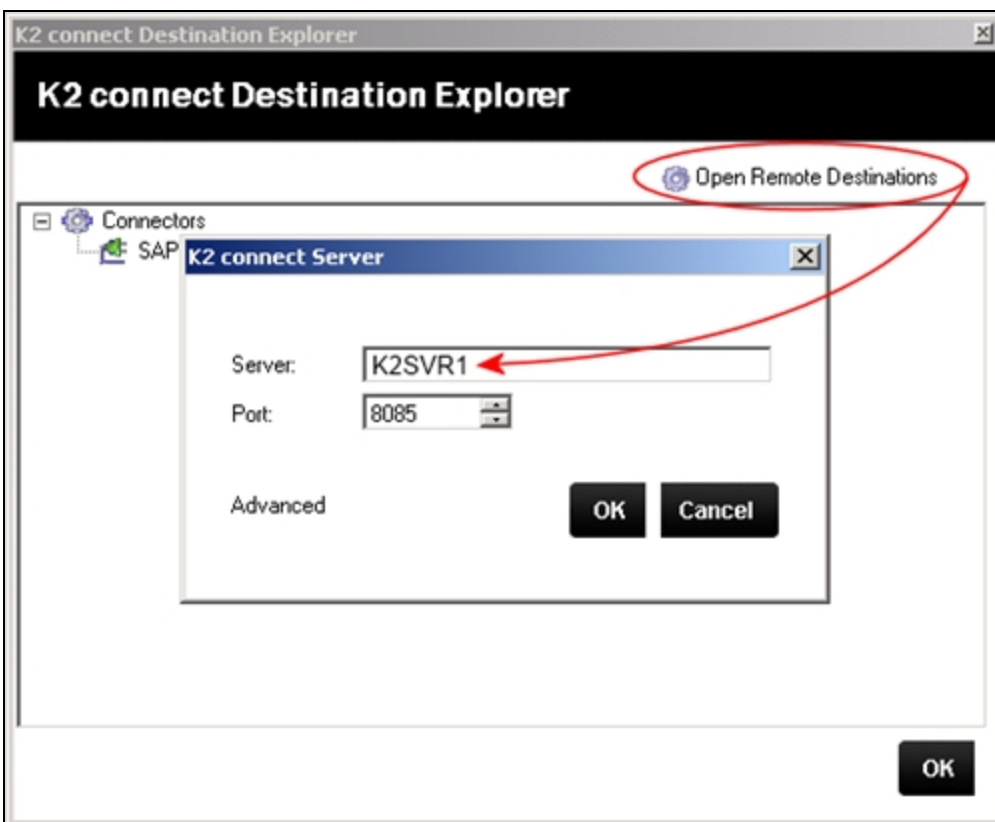 K2 connect Destination Explorer
K2 connect Destination Explorer
Open Remote Destinations
Connectors
SAP
K2 connect Server
Server: K2SVR1
Port: 8085
Advanced OK Cancel
OK